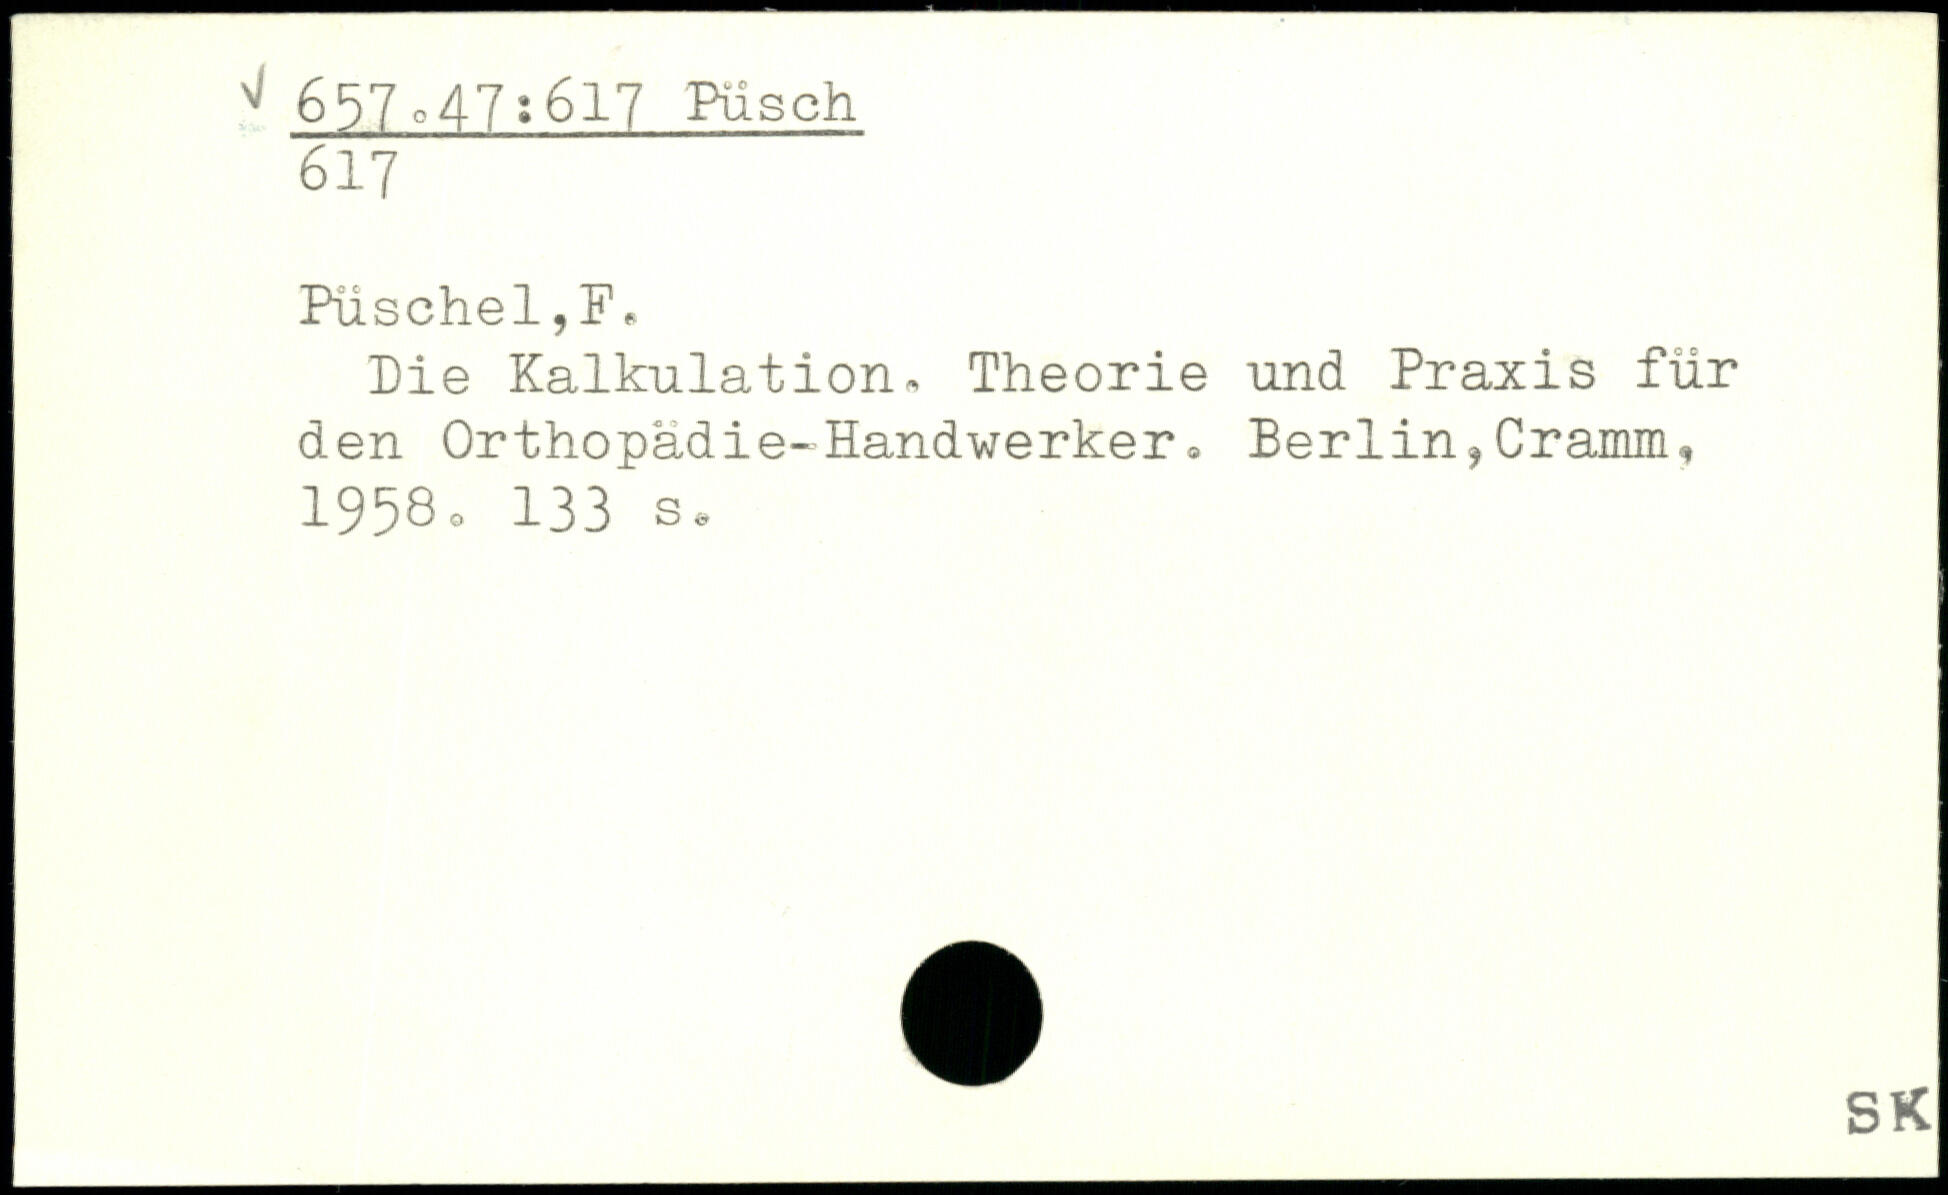 √ 657.47:617 Püsch
617
Püschel,F.
Die Kalkulation. Theorie und Praxis für
den Orthopädie-Handwerker. Berlin,Cramm,
1958. 133 s.
SK